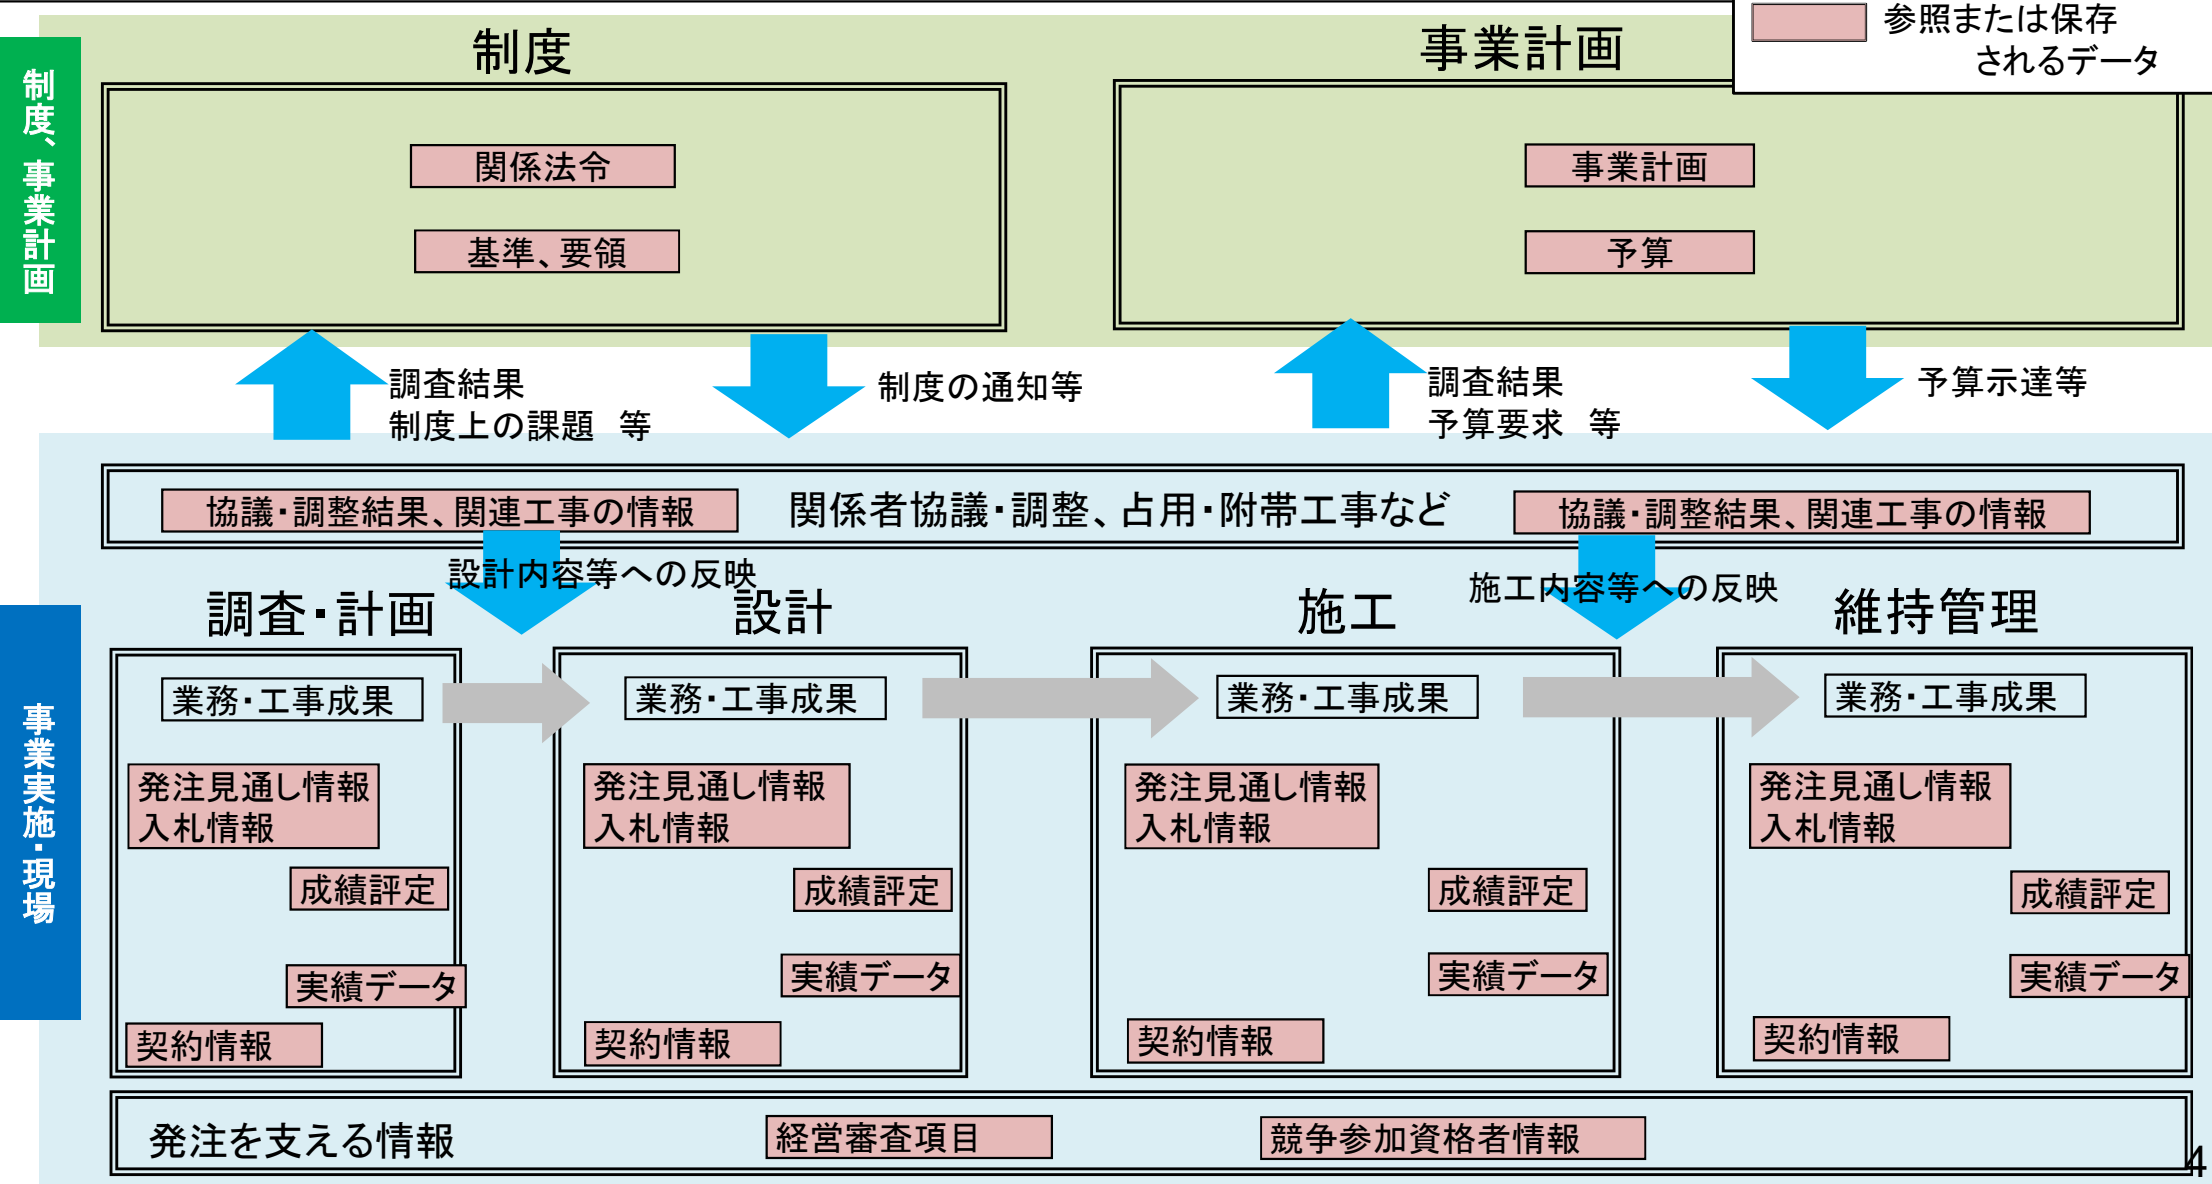 参照または保存
されるデータ
制度
事業計画
制度、事業計画
関係法令
基準、要領
事業計画
予算
調査結果
制度上の課題 等
制度の通知等
調査結果
予算要求 等
予算示達等
協議・調整結果、関連工事の情報
関係者協議・調整、占用・附帯工事など
協議・調整結果、関連工事の情報
設計内容等への反映
施工内容等への反映
事業実施・現場
調査・計画
業務・工事成果
発注見通し情報
入札情報
成績評定
実績データ
契約情報
設計
業務・工事成果
発注見通し情報
入札情報
成績評定
実績データ
契約情報
施工
業務・工事成果
発注見通し情報
入札情報
成績評定
実績データ
契約情報
維持管理
業務・工事成果
発注見通し情報
入札情報
成績評定
実績データ
契約情報
発注を支える情報
経営審査項目
競争参加資格者情報
4